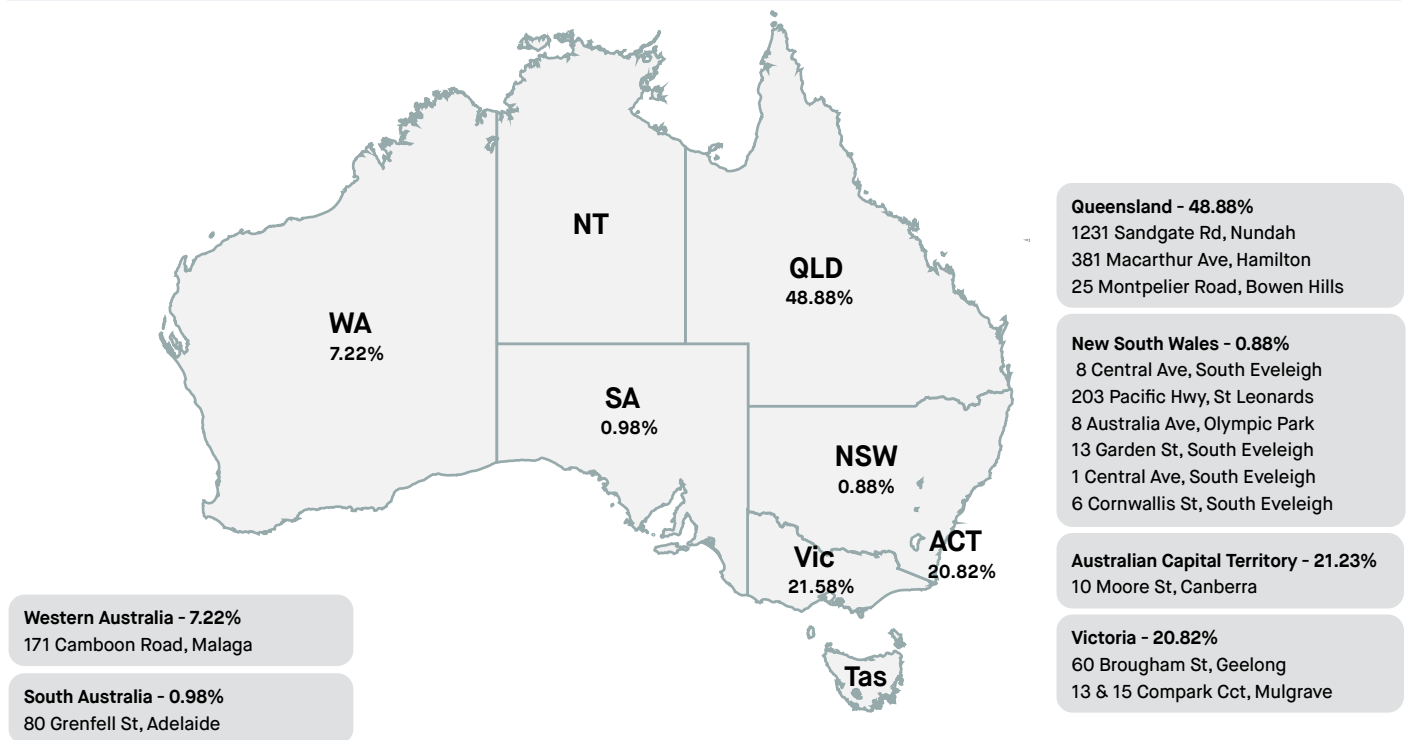 NT
QLD
48.88%
WA
7.22%
SA
0.98%
NSW
0.88%
ACT
20.82%
Vic
21.58%
Tas
Queensland - 48.88%
1231 Sandgate Rd, Nundah
381 Macarthur Ave, Hamilton
25 Montpelier Road, Bowen Hills
New South Wales - 0.88%
8 Central Ave, South Eveleigh
203 Pacific Hwy, St Leonards
8 Australia Ave, Olympic Park
13 Garden St, South Eveleigh
1 Central Ave, South Eveleigh
6 Cornwallis St, South Eveleigh
Australian Capital Territory - 21.23%
10 Moore St, Canberra
Victoria - 20.82%
60 Brougham St, Geelong
13 & 15 Compark Cct, Mulgrave
Western Australia - 7.22%
171 Camboon Road, Malaga
South Australia - 0.98%
80 Grenfell St, Adelaide